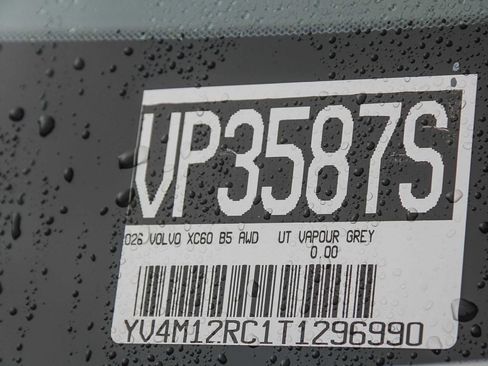 VP3587S
026 VOLVO XC60 B5 AWD UT VAPOUR GREY
0.00
YV4M12RC1T1296990